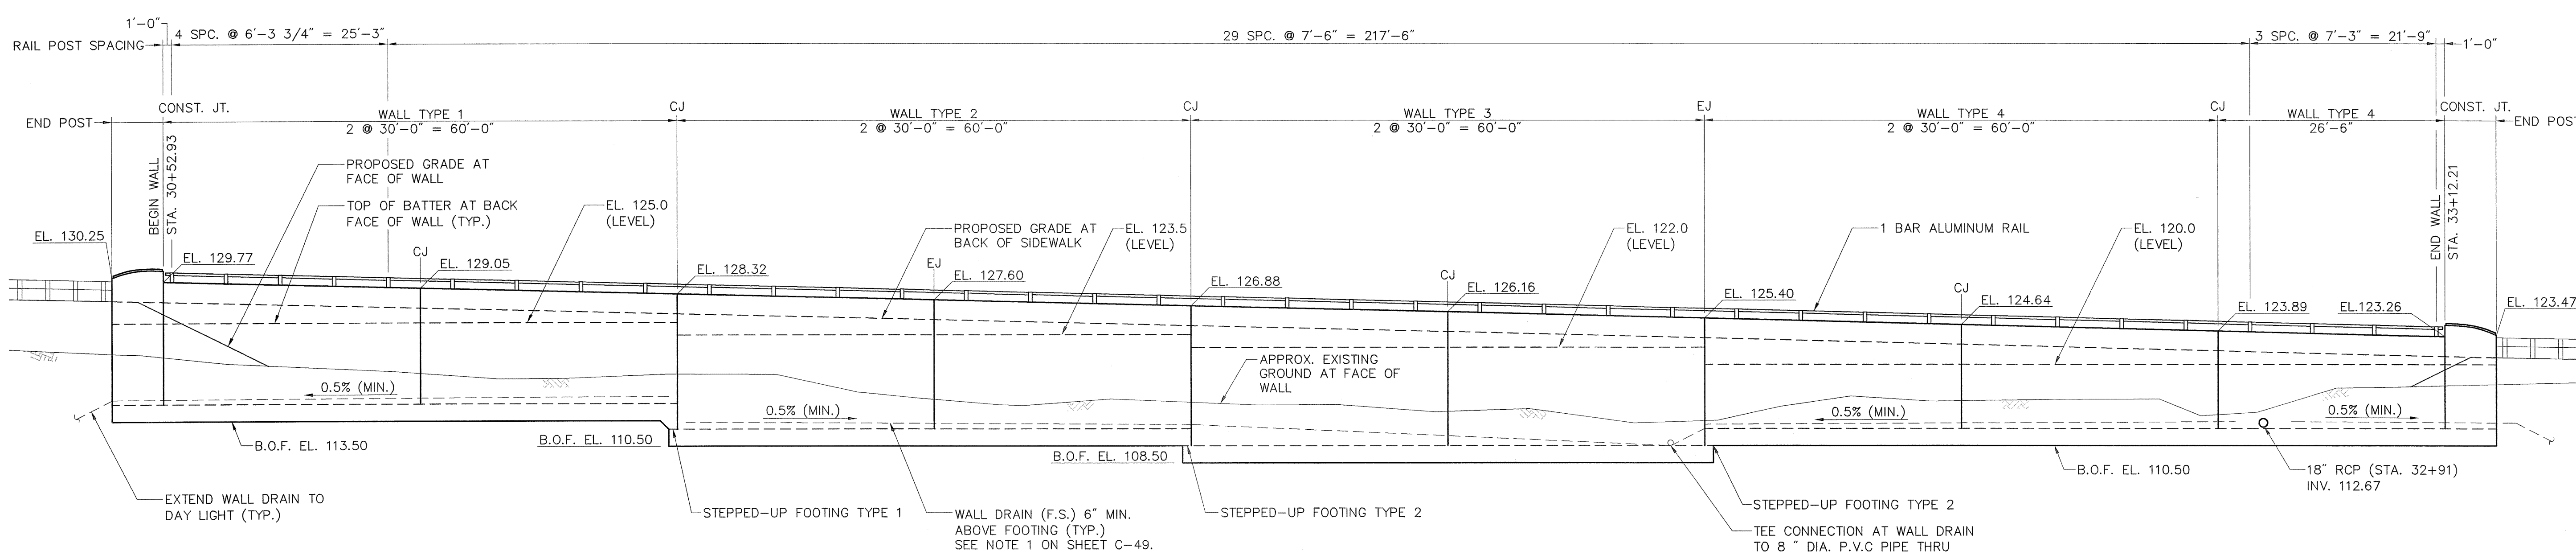 1'-0"
RAIL POST SPACING
4 SPC. @ 6'-3 3/4" = 25'-3"
29 SPC. @ 7'-6" = 217'-6"
3 SPC. @ 7'-3" = 21'-9"
1'-0"
END POST
CONST. JT.
WALL TYPE 1
2 @ 30'-0" = 60'-0"
CJ
WALL TYPE 2
2 @ 30'-0" = 60'-0"
CJ
WALL TYPE 3
2 @ 30'-0" = 60'-0"
EJ
WALL TYPE 4
2 @ 30'-0" = 60'-0"
CJ
WALL TYPE 4
26'-6"
CONST. JT.
END POST
BEGIN WALL
STA. 30+52.93
PROPOSED GRADE AT
FACE OF WALL
TOP OF BATTER AT BACK
FACE OF WALL (TYP.)
EL. 125.0
(LEVEL)
PROPOSED GRADE AT
BACK OF SIDEWALK
EL. 123.5
(LEVEL)
EL. 122.0
(LEVEL)
1 BAR ALUMINUM RAIL
EL. 120.0
(LEVEL)
END WALL
STA. 33+12.21
EL. 130.25
EL. 129.77
CJ
EL. 129.05
EL. 128.32
EJ
EL. 127.60
EL. 126.88
CJ
EL. 126.16
EL. 125.40
CJ
EL. 124.64
EL. 123.89
EL.123.26
EL. 123.47
APPROX. EXISTING
GROUND AT FACE OF
WALL
0.5% (MIN.)
0.5% (MIN.)
0.5% (MIN.)
0.5% (MIN.)
B.O.F. EL. 113.50
B.O.F. EL. 110.50
B.O.F. EL. 108.50
B.O.F. EL. 110.50
18" RCP (STA. 32+91)
INV. 112.67
EXTEND WALL DRAIN TO
DAY LIGHT (TYP.)
STEPPED-UP FOOTING TYPE 1
WALL DRAIN (F.S.) 6" MIN.
ABOVE FOOTING (TYP.)
SEE NOTE 1 ON SHEET C-49.
STEPPED-UP FOOTING TYPE 2
STEPPED-UP FOOTING TYPE 2
TEE CONNECTION AT WALL DRAIN
TO 8 " DIA. P.V.C PIPE THRU